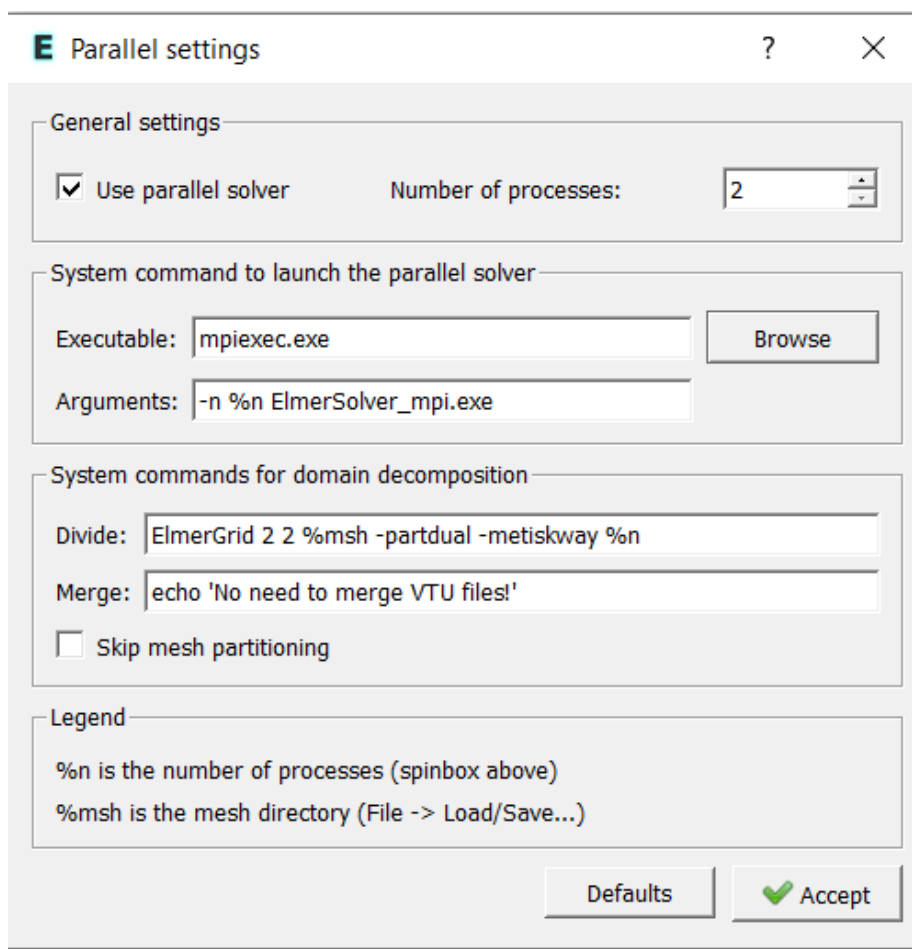 E Parallel settings ?
General settings
Use parallel solver Number of processes: 2
System command to launch the parallel solver
Executable: mpiexec.exe Browse
Arguments: -n %n ElmerSolver_mpi.exe
System commands for domain decomposition
Divide: ElmerGrid 2 2 %msh -partdual -metiskway %n
Merge: echo 'No need to merge VTU files!'
Skip mesh partitioning
Legend
%n is the number of processes (spinbox above)
%msh is the mesh directory (File -> Load/Save...)
Defaults Accept